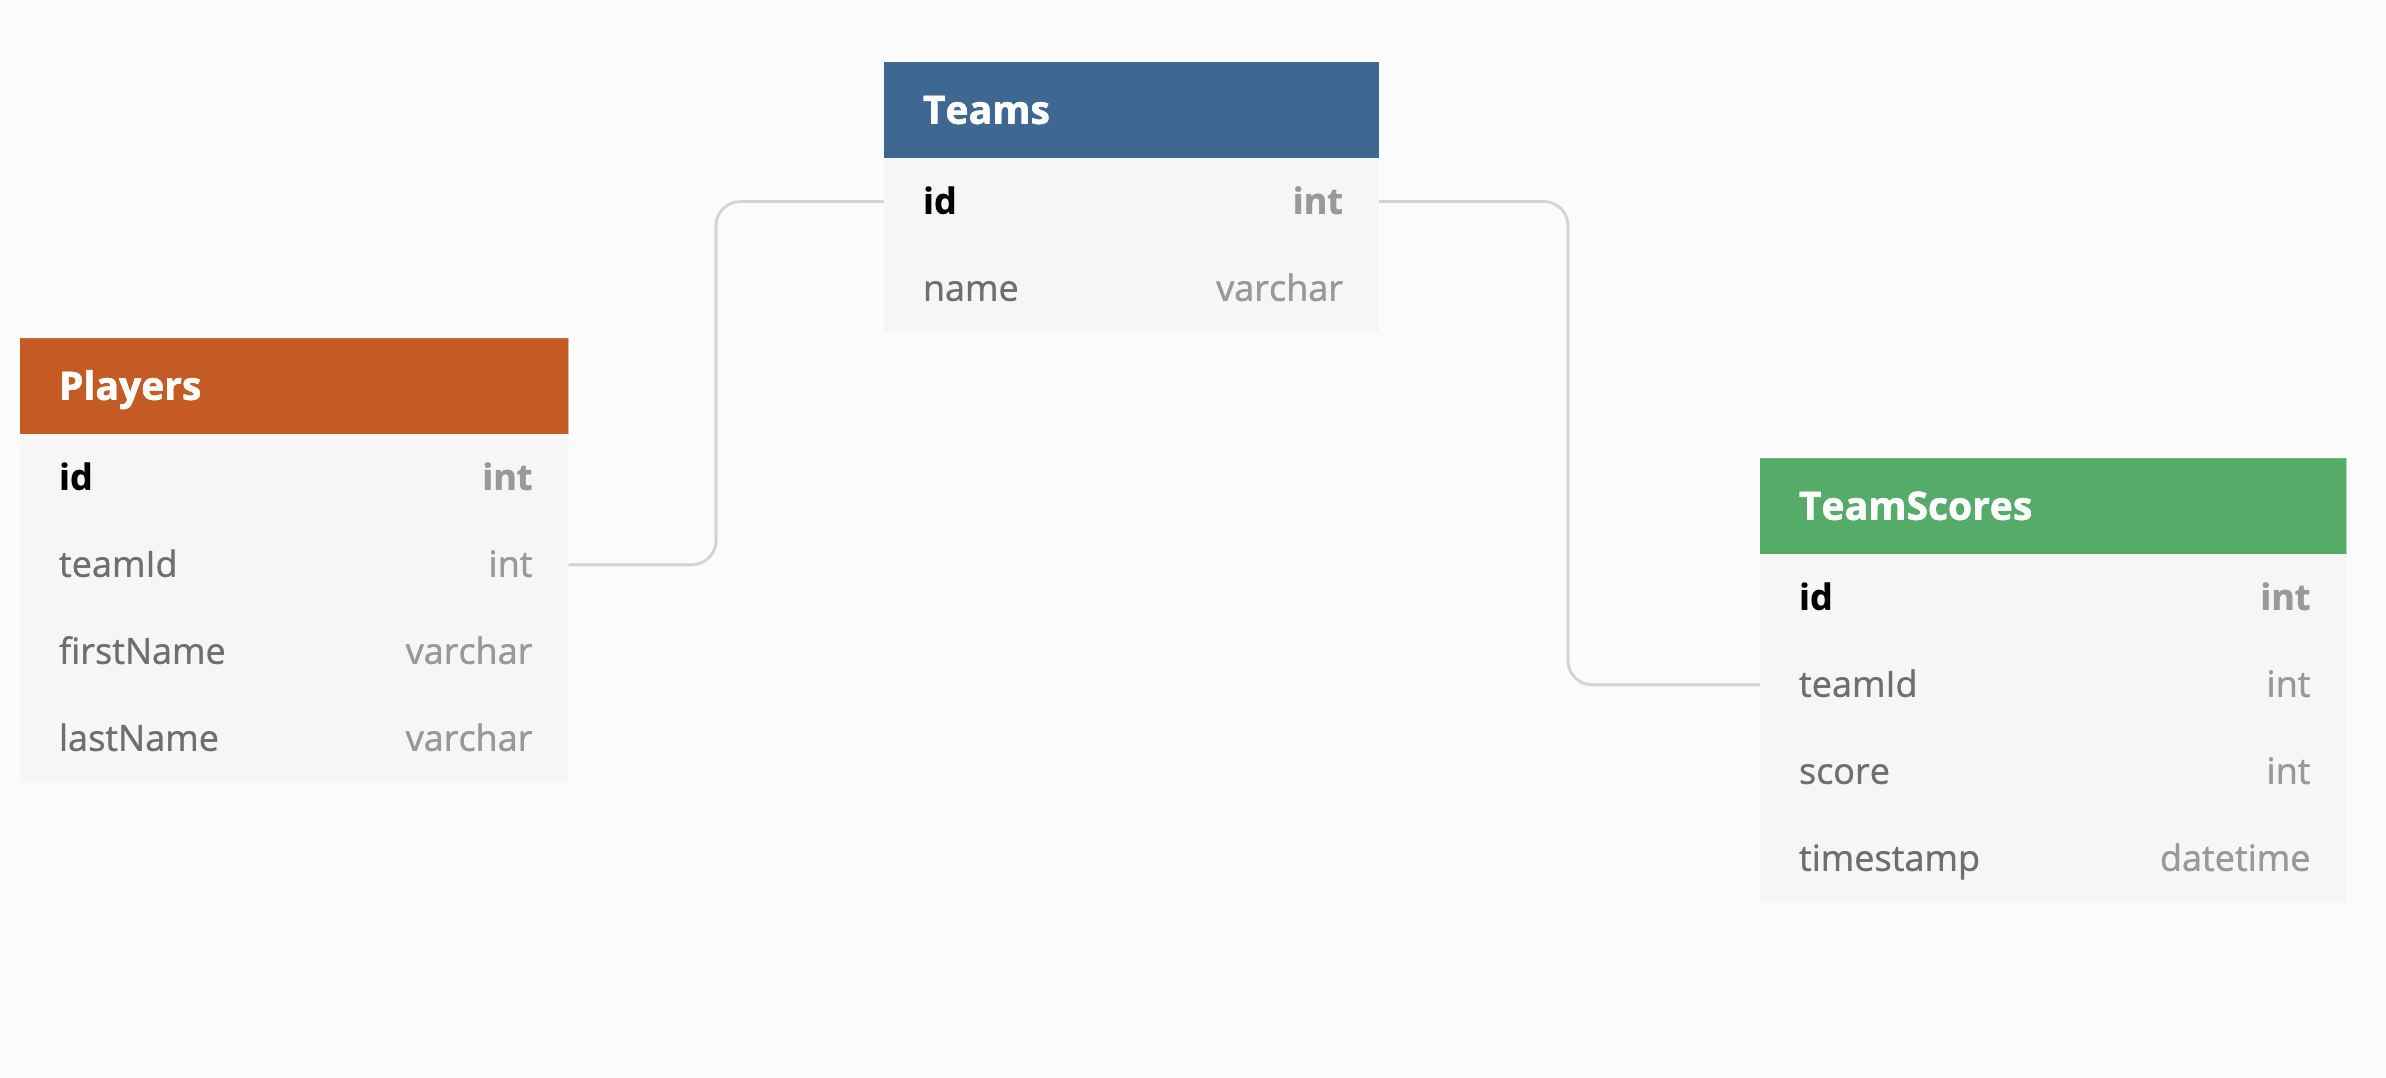 Teams
id int
name varchar
Players
id int
teamId int
firstName varchar
lastName varchar
TeamScores
id int
teamId int
score int
timestamp datetime